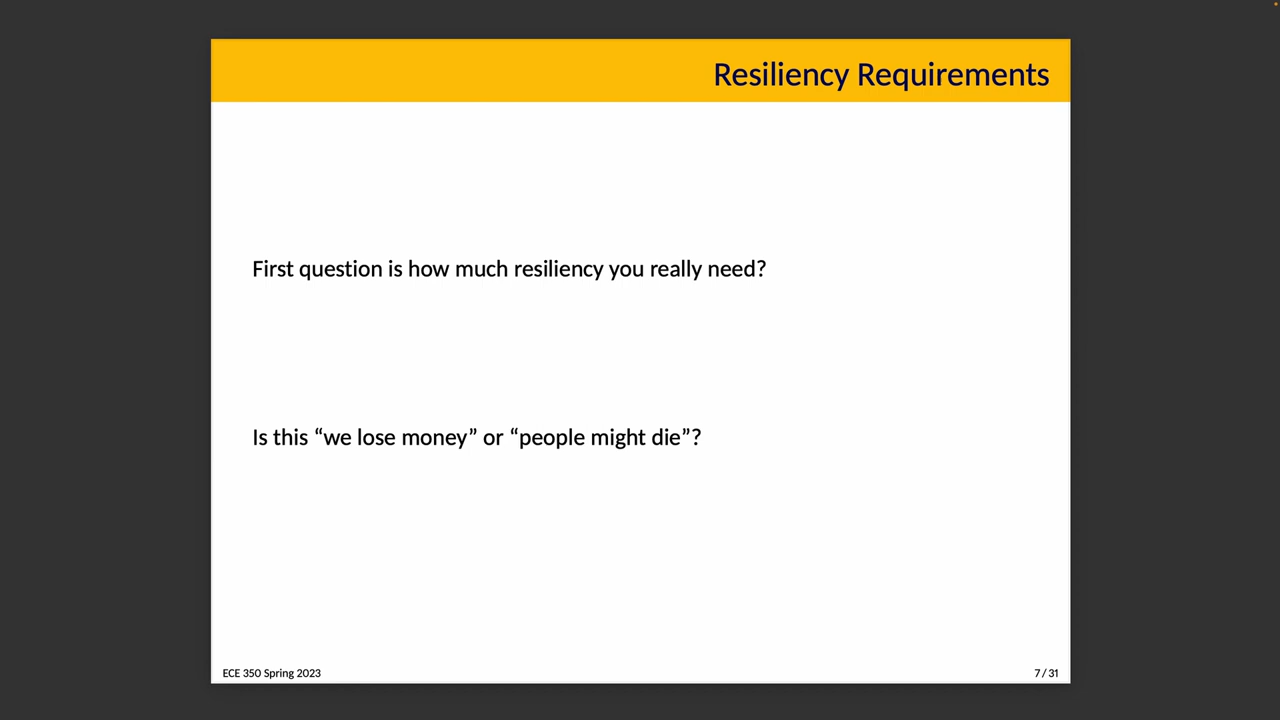 Resiliency Requirements
First question is how much resiliency you really need?
Is this “we lose money” or “people might die”?
ECE 350 Spring 2023
7 / 31